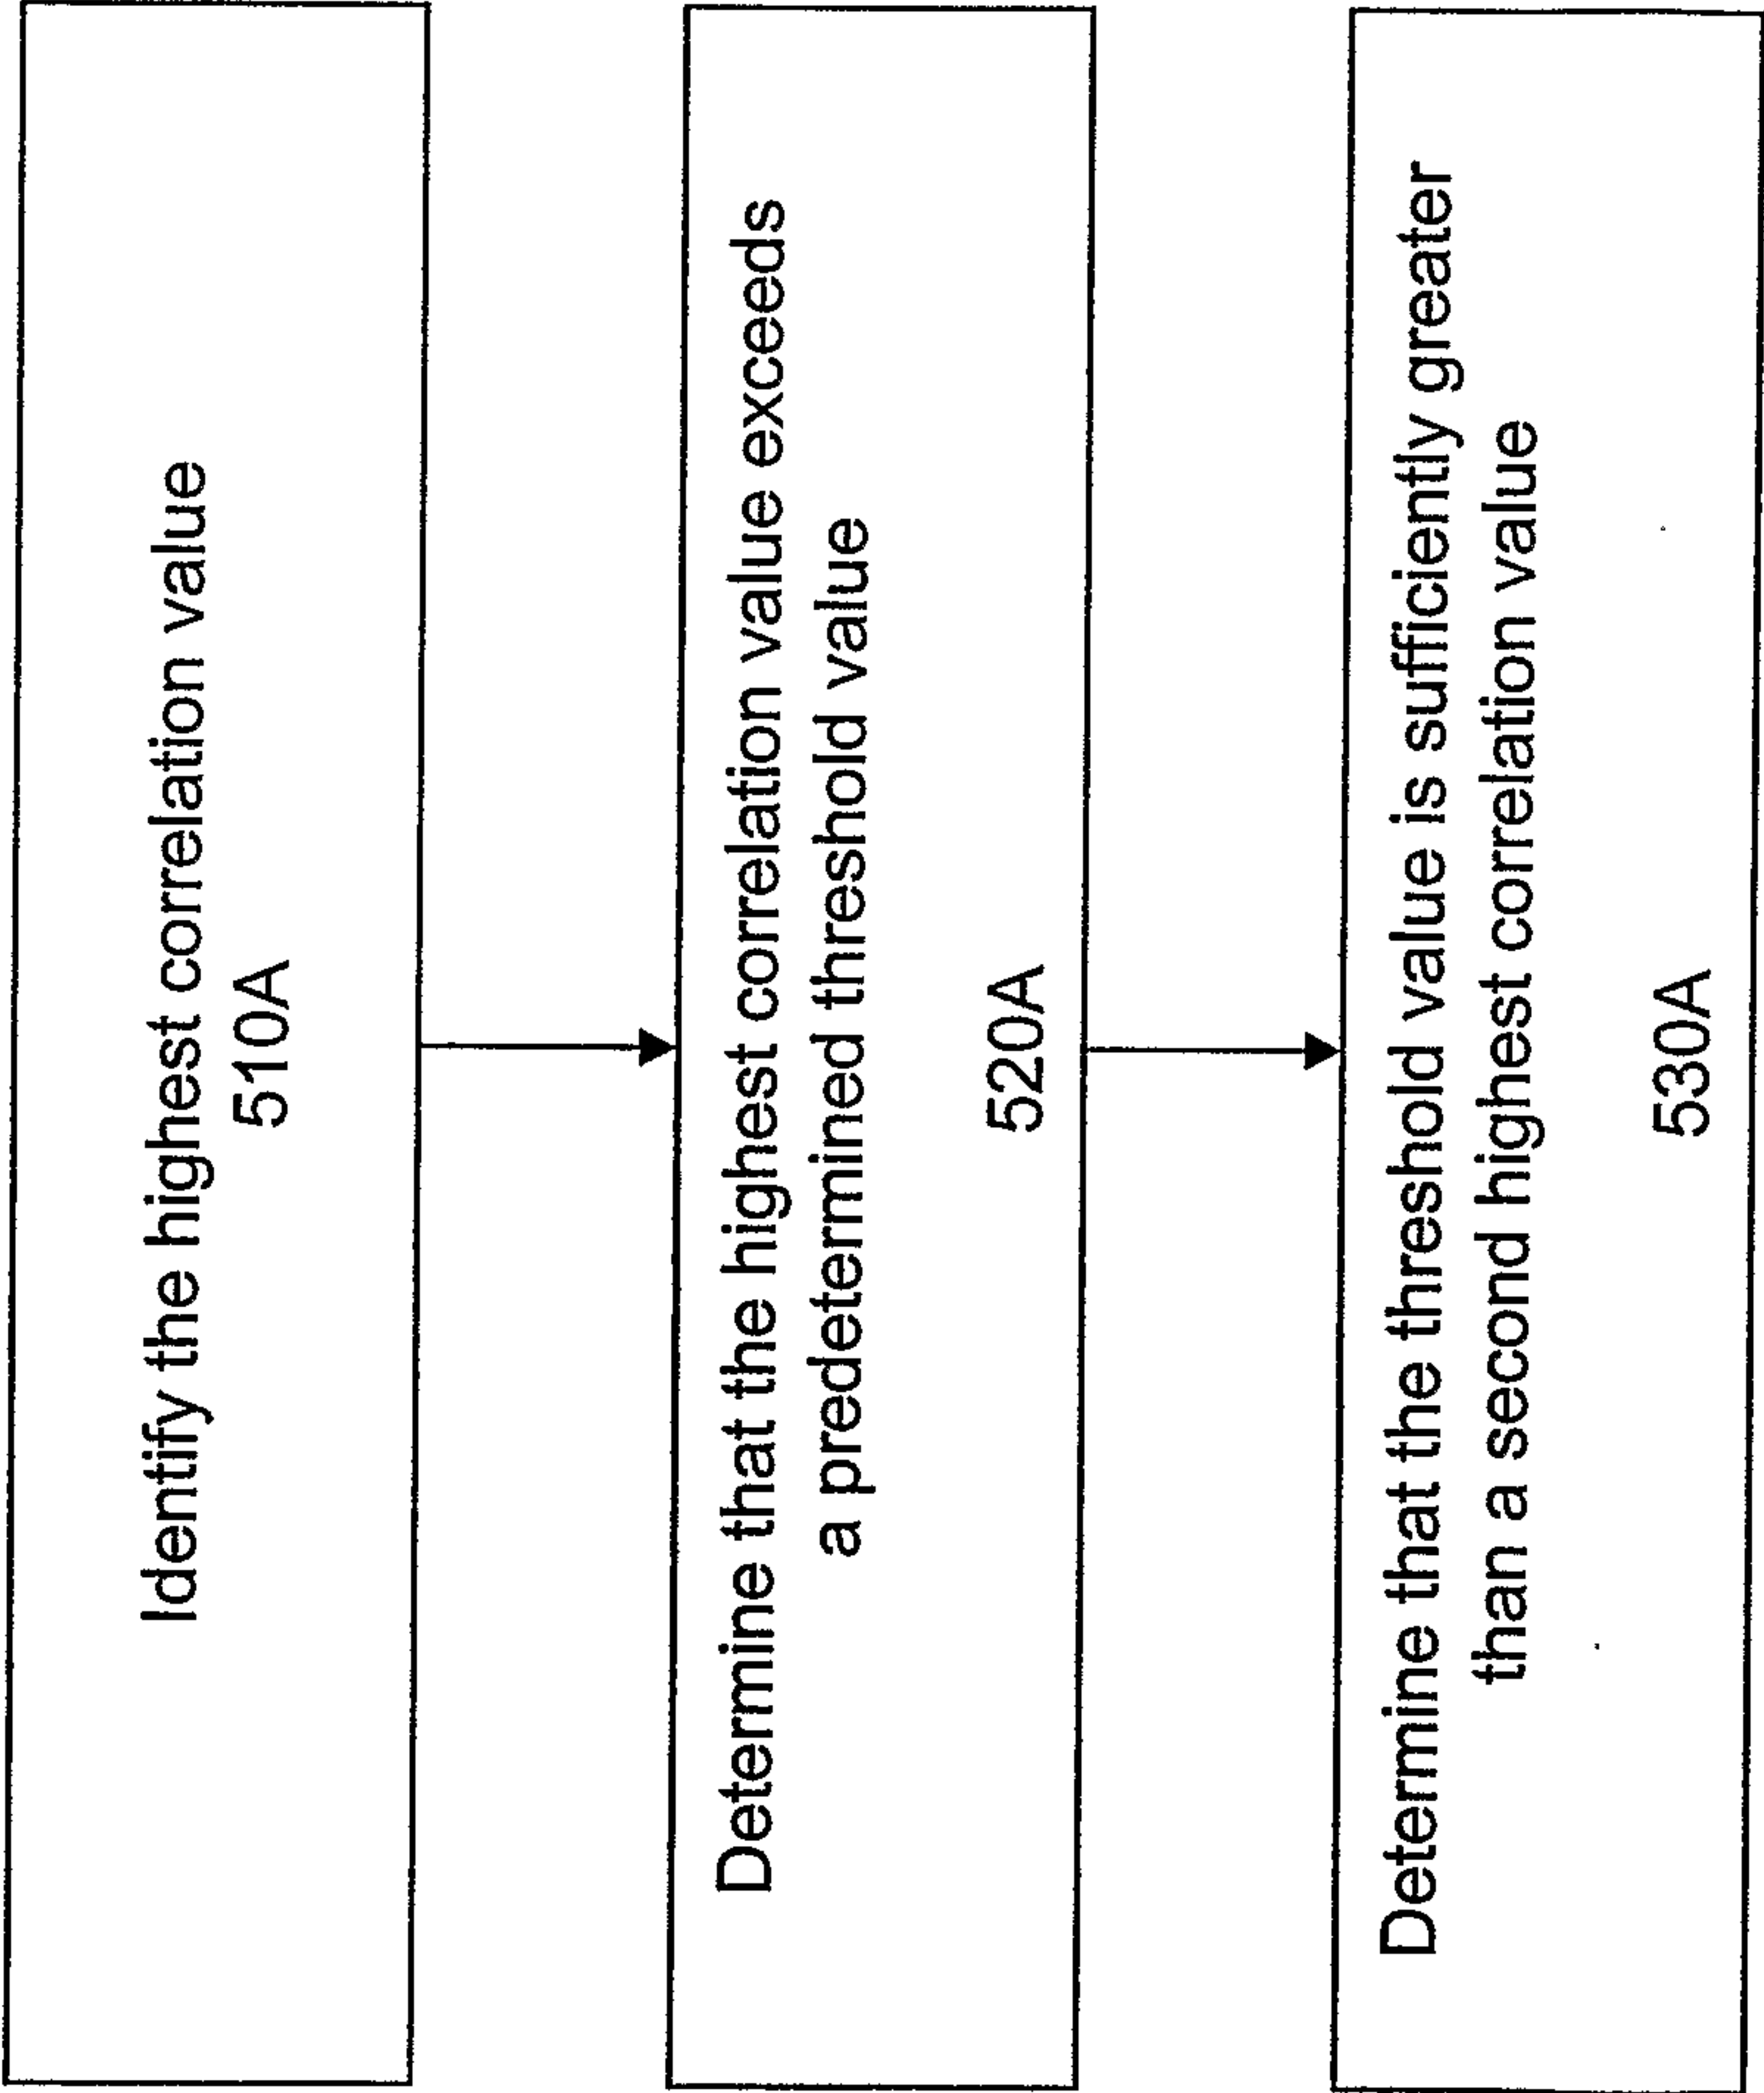 Identify the highest correlation value
510A
Determine that the highest correlation value exceeds
a predetermined threshold value
520A
Determine that the threshold value is sufficiently greater
than a second highest correlation value
530A